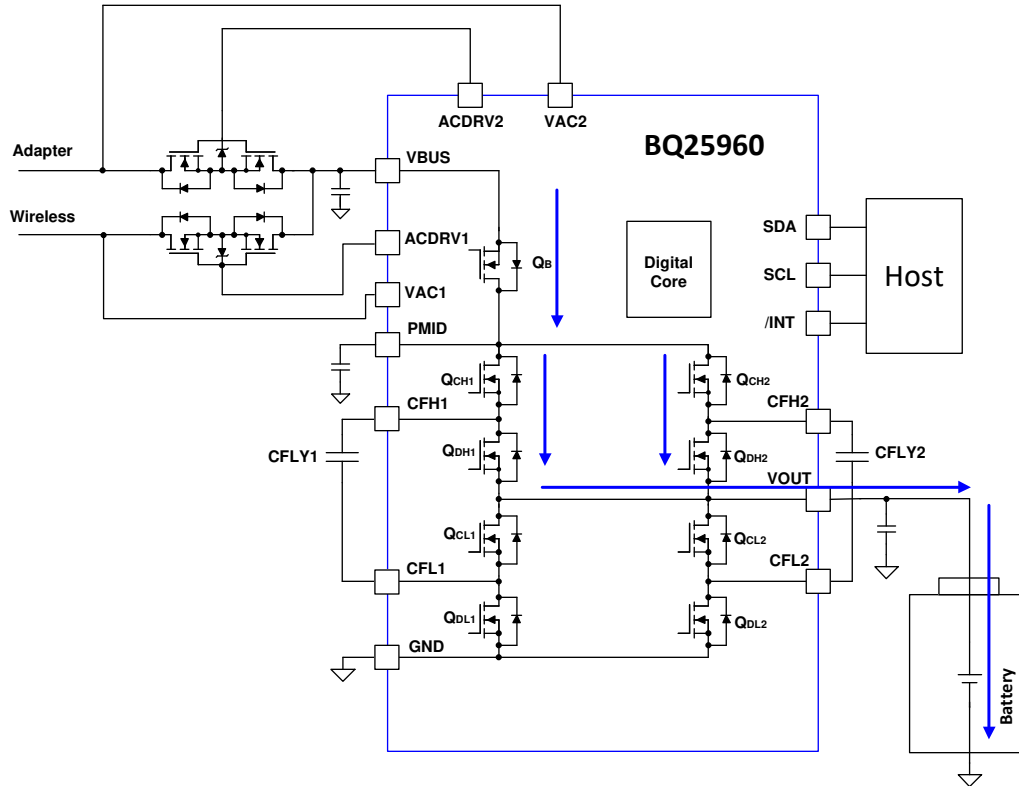 ACDRV2
VAC2
BQ25960
Adapter
VBUS
Wireless
ACDRV1
QB
Digital
Core
SDA
SCL
/INT
Host
VAC1
PMID
QCH1
QCH2
CFH1
CFH2
CFLY1
QDH1
QDH2
CFLY2
VOUT
QCL1
QCL2
CFL1
CFL2
QDL1
QDL2
GND
Battery